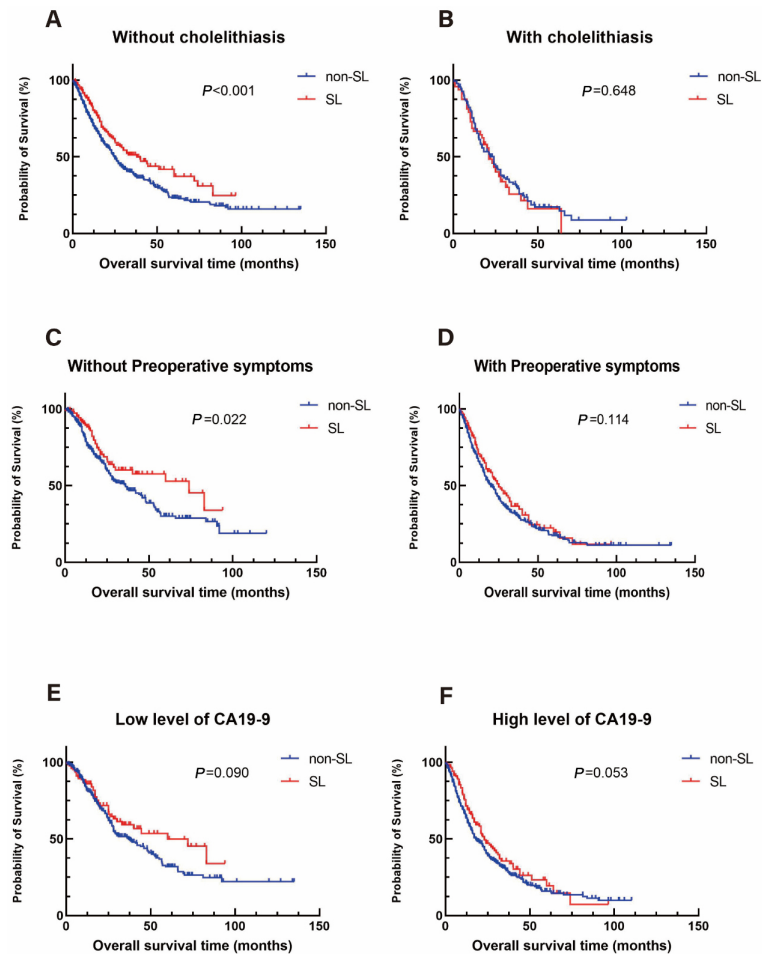 A
Without cholelithiasis
Probability of Survival (%)
100
50
0
0 50 100 150
Overall survival time (months)
P<0.001
non-SL
SL
B
With cholelithiasis
Probability of Survival (%)
100
50
0
0 50 100 150
Overall survival time (months)
P=0.648
non-SL
SL
C
Without Preoperative symptoms
Probability of Survival (%)
100
50
0
0 50 100 150
Overall survival time (months)
P=0.022
non-SL
SL
D
With Preoperative symptoms
Probability of Survival (%)
100
50
0
0 50 100 150
Overall survival time (months)
P=0.114
non-SL
SL
E
Low level of CA19-9
Probability of Survival (%)
100
50
0
0 50 100 150
Overall survival time (months)
P=0.090
non-SL
SL
F
High level of CA19-9
Probability of Survival (%)
100
50
0
0 50 100 150
Overall survival time (months)
P=0.053
non-SL
SL